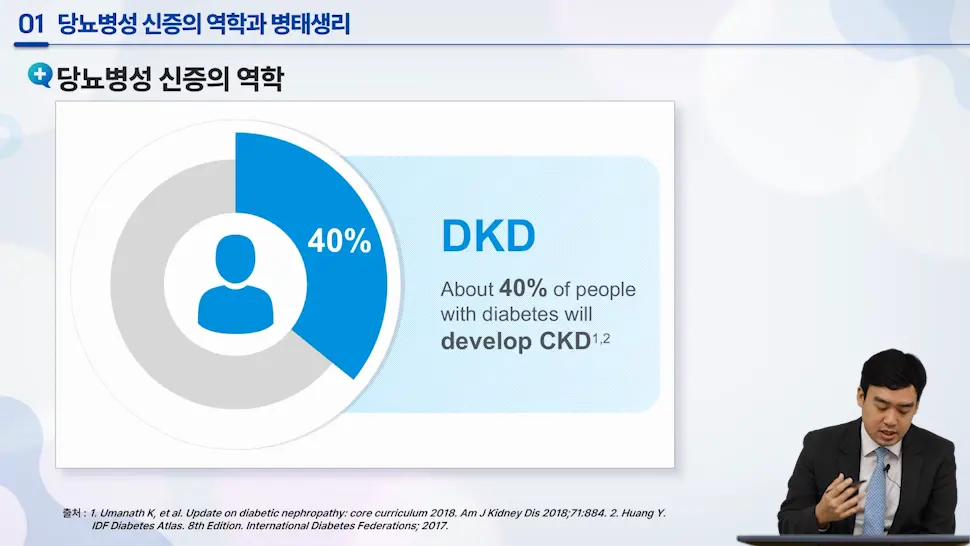 01 당뇨병성 신증의 역학과 병태생리
당뇨병성 신증의 역학
40%
DKD
About 40% of people
with diabetes will
develop CKD1,2
출처 : 1. Umanath K, et al. Update on diabetic nephropathy: core curriculum 2018. Am J Kidney Dis 2018;71:884. 2. Huang Y.
IDF Diabetes Atlas. 8th Edition. International Diabetes Federations; 2017.